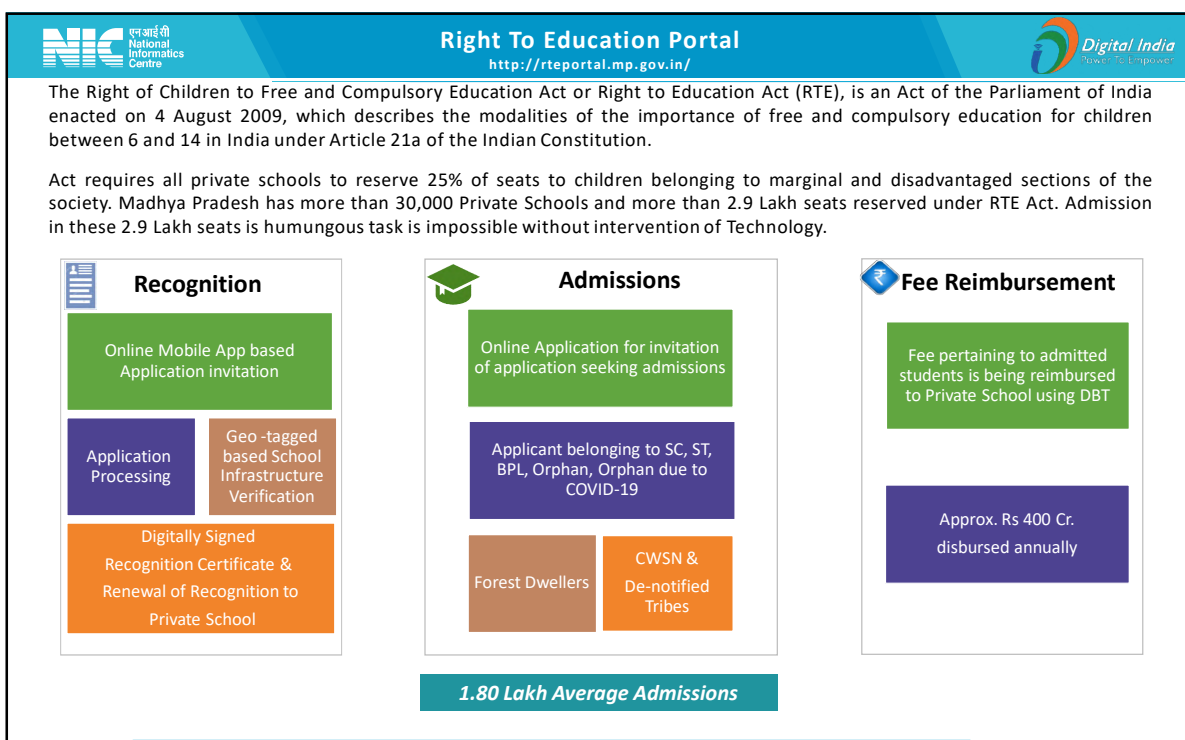 NIC
एनआईसी
National
Informatics
Centre
Right To Education Portal
http://rteportal.mp.gov.in/
Digital India
Power To Empower
The Right of Children to Free and Compulsory Education Act or Right to Education Act (RTE), is an Act of the Parliament of India
enacted on 4 August 2009, which describes the modalities of the importance of free and compulsory education for children
between 6 and 14 in India under Article 21a of the Indian Constitution.
Act requires all private schools to reserve 25% of seats to children belonging to marginal and disadvantaged sections of the
society. Madhya Pradesh has more than 30,000 Private Schools and more than 2.9 Lakh seats reserved under RTE Act. Admission
in these 2.9 Lakh seats is humungous task is impossible without intervention of Technology.
Recognition
Online Mobile App based
Application invitation
Application
Processing
Geo -tagged
based School
Infrastructure
Verification
Digitally Signed
Recognition Certificate &
Renewal of Recognition to
Private School
Admissions
Online Application for invitation
of application seeking admissions
Applicant belonging to SC, ST,
BPL, Orphan, Orphan due to
COVID-19
Forest Dwellers
CWSN &
De-notified
Tribes
₹
Fee Reimbursement
Fee pertaining to admitted
students is being reimbursed
to Private School using DBT
Approx. Rs 400 Cr.
disbursed annually
1.80 Lakh Average Admissions